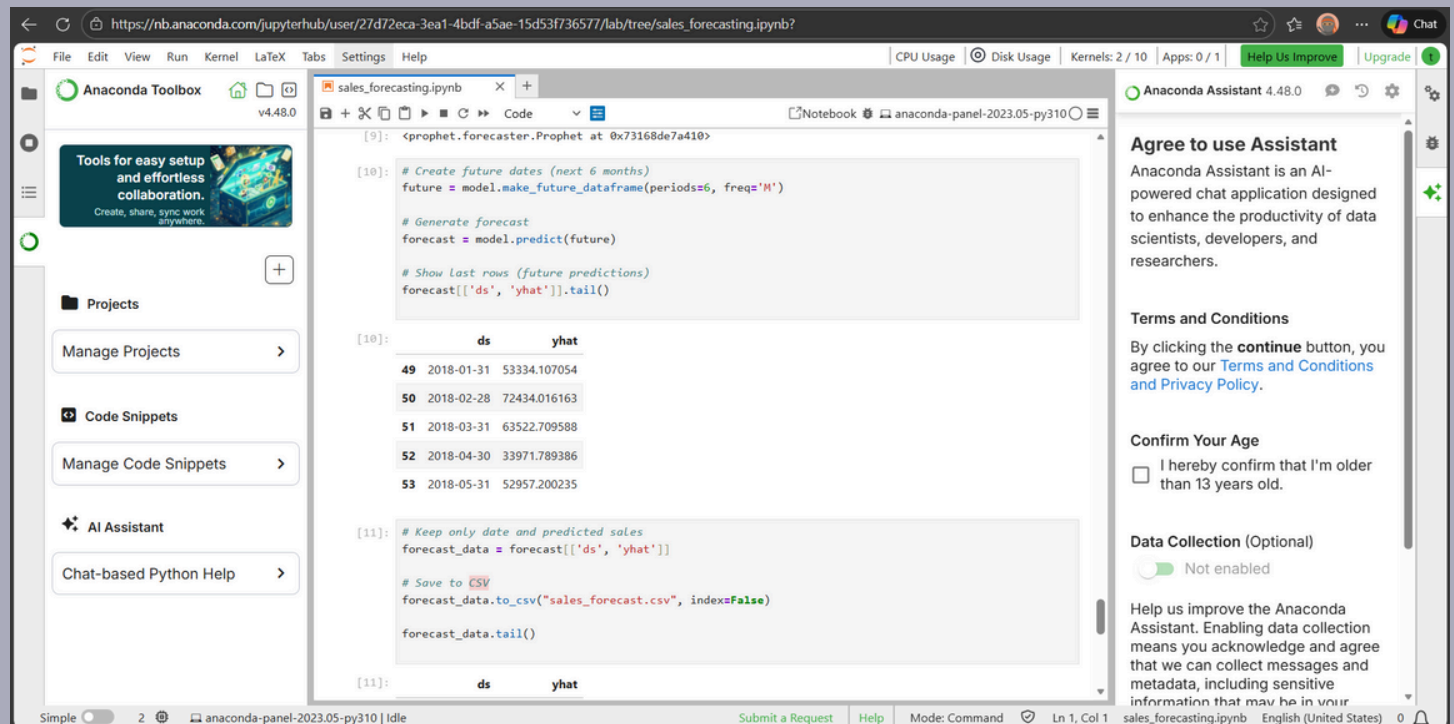 https://nb.anaconda.com/jupyterhub/user/27d72eca-3ea1-4bdf-a5ae-15d53f736577/lab/tree/sales_forecasting.ipynb?
Chat
File Edit View Run Kernel LaTeX Tabs Settings Help
CPU Usage Disk Usage Kernels: 2 / 10 Apps: 0 / 1 Help Us Improve Upgrade t
Anaconda Toolbox
v4.48.0
Tools for easy setup
and effortless
collaboration.
Create, share, sync work
anywhere.
Projects
Manage Projects
Code Snippets
Manage Code Snippets
AI Assistant
Chat-based Python Help
sales_forecasting.ipynb
Code
Notebook
anaconda-panel-2023.05-py310
[9]: <prophet.forecaster.Prophet at 0x73168de7a410>
[10]: # Create future dates (next 6 months)
future = model.make_future_dataframe(periods=6, freq='M')
# Generate forecast
forecast = model.predict(future)
# Show last rows (future predictions)
forecast[['ds', 'yhat']].tail()
[10]: ds yhat
49 2018-01-31 53334.107054
50 2018-02-28 72434.016163
51 2018-03-31 63522.709588
52 2018-04-30 33971.789386
53 2018-05-31 52957.200235
[11]: # Keep only date and predicted sales
forecast_data = forecast[['ds', 'yhat']]
# Save to CSV
forecast_data.to_csv("sales_forecast.csv", index=False)
forecast_data.tail()
[11]: ds yhat
Anaconda Assistant 4.48.0
Agree to use Assistant
Anaconda Assistant is an AI-
powered chat application designed
to enhance the productivity of data
scientists, developers, and
researchers.
Terms and Conditions
By clicking the continue button, you
agree to our Terms and Conditions
and Privacy Policy.
Confirm Your Age
I hereby confirm that I'm older
than 13 years old.
Data Collection (Optional)
Not enabled
Help us improve the Anaconda
Assistant. Enabling data collection
means you acknowledge and agree
that we can collect messages and
metadata, including sensitive
information that may be in your
Simple 2 anaconda-panel-2023.05-py310 | Idle
Submit a Request Help Mode: Command Ln 1, Col 1 sales_forecasting.ipynb English (United States) 0